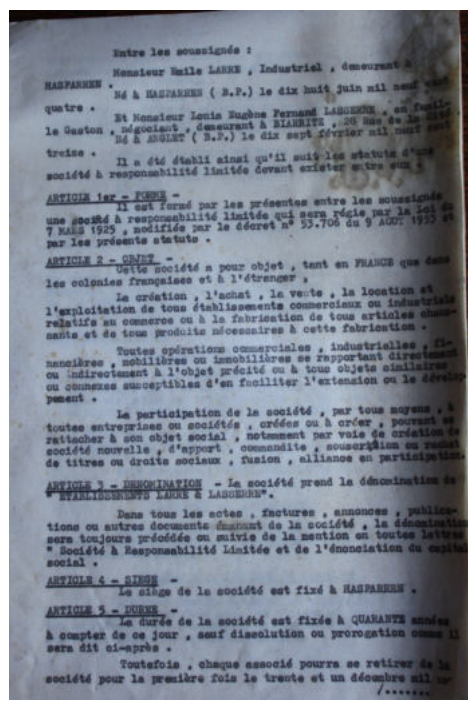 Entre les soussignés :
Monsieur Emile LARRE , Industriel , demeurant à
HASPARREN .
Né à HASPARREN ( B.P.) le dix huit juin mil neuf cent
quatre .
Et Monsieur Louis Eugène Fernand LASSERRE , en famil-
le Gaston , négociant , demeurant à BIARRITZ , 20 Rue de la
Né à ANGLET ( B.P.) le dix sept février mil neuf cent
treize .
Il a été établi ainsi qu'il suit les statuts d'une
société à responsabilité limitée devant exister entre eux .
ARTICLE 1er - FORME -
Il est formé par les présentes entre les soussignés
une société à responsabilité limitée qui sera régie par la Loi du
7 MARS 1925 , modifiée par le décret n° 53.706 du 9 AOUT 1953 et
par les présents statuts .
ARTICLE 2 - OBJET -
Cette société a pour objet , tant en FRANCE que dans
les colonies françaises et à l'étranger ,
La création , l'achat , la vente , la location et
l'exploitation de tous établissements commerciaux ou industriels
relatifs au commerce ou à la fabrication de tous articles chaus-
sants et de tous produits nécessaires à cette fabrication .
Toutes opérations commerciales , industrielles , fi-
nancières , mobilières ou immobilières se rapportant directement
ou indirectement à l'objet précité ou à tous objets similaires
ou connexes susceptibles d'en faciliter l'extension ou le dévelop
pement .
La participation de la société , par tous moyens , à
toutes entreprises ou sociétés , créées ou à créer , pouvant se
rattacher à son objet social , notamment par voie de création de
société nouvelle , d'apport , commandite , souscription ou rachat
de titres ou droits sociaux , fusion , alliance en participation.
ARTICLE 3 - DENOMINATION - La société prend la dénomination de
" ETABLISSEMENTS LARRE & LASSERRE".
Dans tous les actes , factures , annonces , publica-
tions ou autres documents émanant de la société , la dénomination
sera toujours précédée ou suivie de la mention en toutes lettres
" Société à Responsabilité Limitée et de l'énonciation du capital
social .
ARTICLE 4 - SIEGE -
Le siège de la société est fixé à HASPARREN .
ARTICLE 5 - DUREE -
La durée de la société est fixée à QUARANTE années
à compter de ce jour , sauf dissolution ou prorogation comme il
sera dit ci-après .
Toutefois , chaque associé pourra se retirer de la
société pour la première fois le trente et un décembre mil
/.......